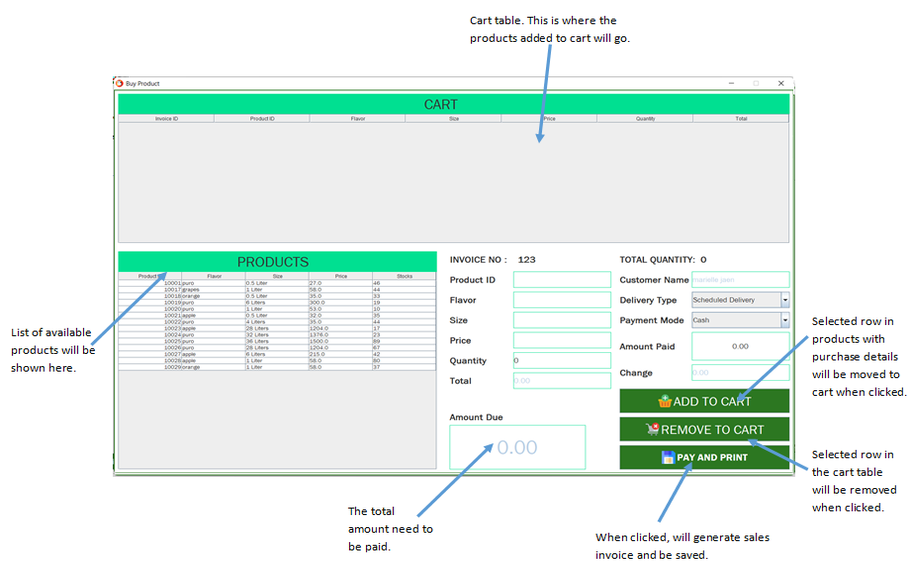 Cart table. This is where the
products added to cart will go.
Buy Product
CART
Invoice ID Product ID Flavor Size Price Quantity Total
PRODUCTS
Product Flavor Size Price Stocks
10001 puro 0.5 Liter 27.0 46
10017 grapes 1 Liter 58.0 44
10018 orange 0.5 Liter 35.0 33
10019 puro 6 Liters 300.0 19
10020 puro 1 Liter 53.0 10
10021 apple 0.5 Liter 32.0 35
10022 puro 4 Liters 35.0 44
10023 apple 28 Liters 1204.0 17
10024 puro 32 Liters 1376.0 23
10025 puro 36 Liters 1500.0 89
10026 puro 28 Liters 1204.0 67
10027 apple 6 Liters 215.0 42
10028 apple 1 Liter 58.0 80
10029 orange 1 Liter 58.0 37
INVOICE NO : 123
TOTAL QUANTITY: 0
Product ID
Flavor
Size
Price
Quantity 0
Total 0.00
Customer Name
Delivery Type Scheduled Delivery
Payment Mode Cash
Amount Paid 0.00
Change 0.00
ADD TO CART
REMOVE TO CART
PAY AND PRINT
Amount Due
0.00
List of available
products will be
shown here.
Selected row in
products with
purchase details
will be moved to
cart when clicked.
Selected row in
the cart table
will be removed
when clicked.
The total
amount need to
be paid.
When clicked, will generate sales
invoice and be saved.